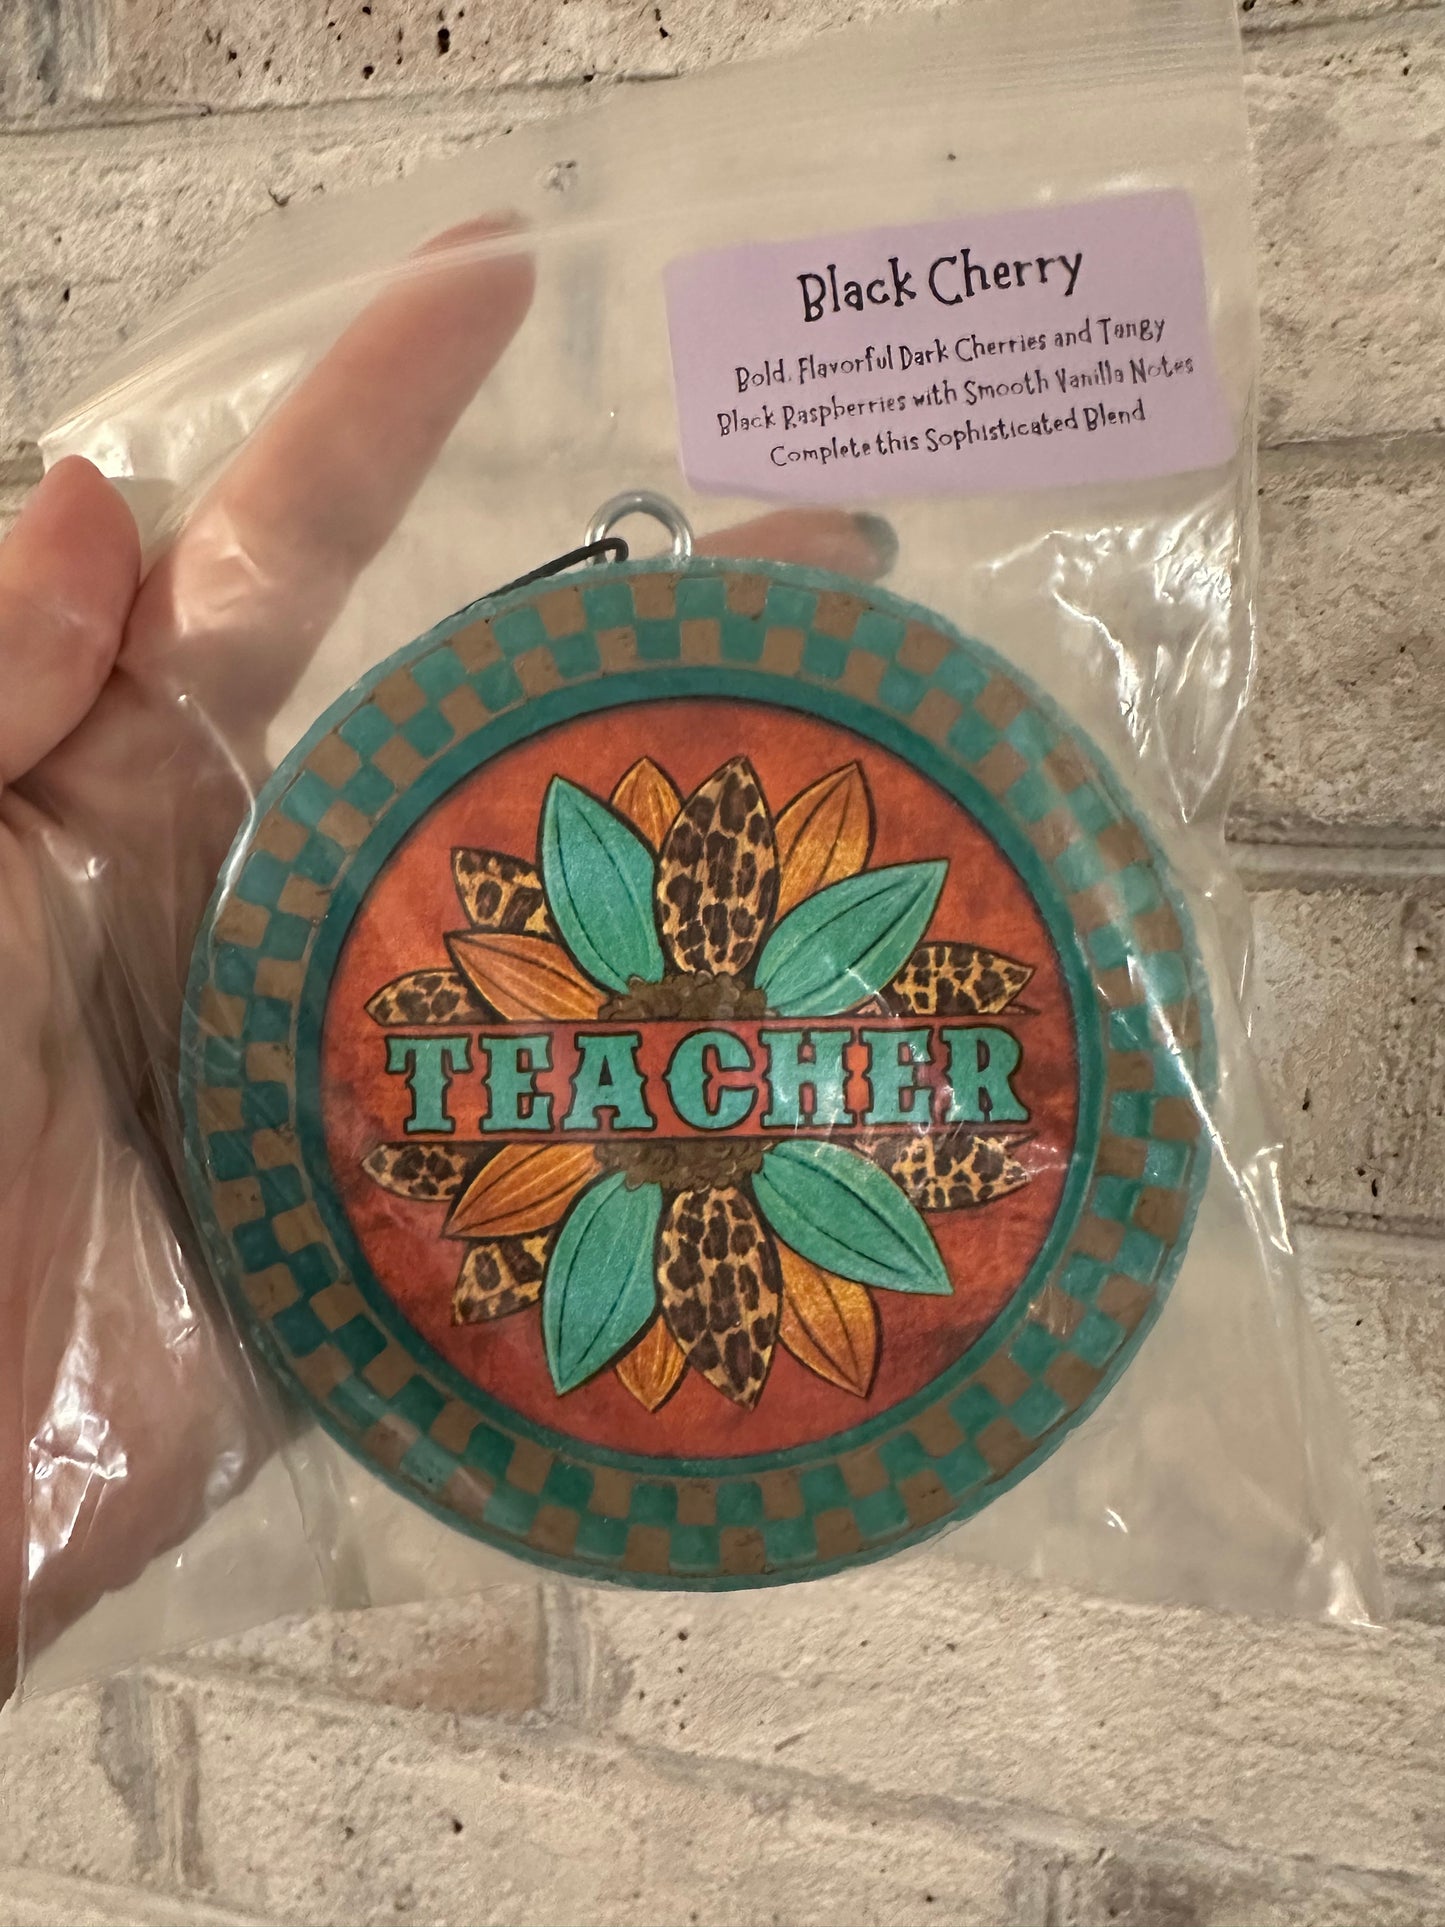 Black Cherry
Bold, Flavorful Dark Cherries and Tangy
Black Raspberries with Smooth Vanilla Notes
Complete this Sophisticated Blend
TEACHER